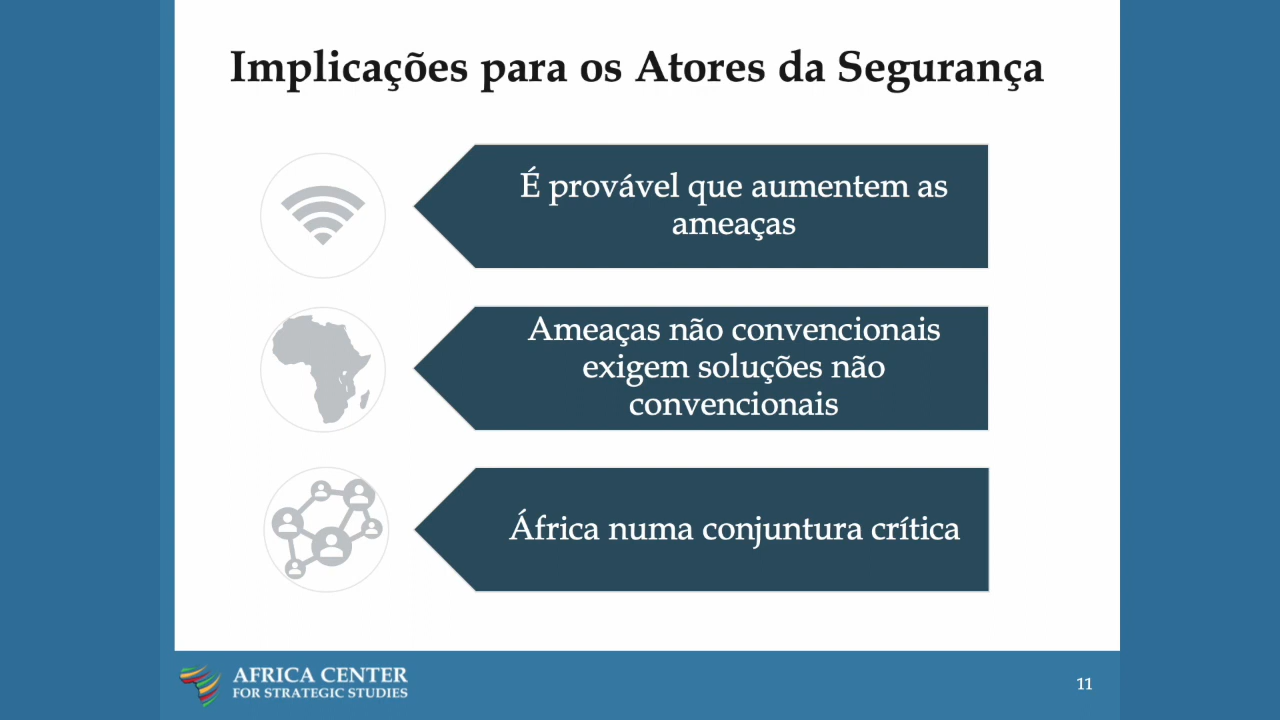 Implicações para os Atores da Segurança
É provável que aumentem as
ameaças
Ameaças não convencionais
exigem soluções não
convencionais
África numa conjuntura crítica
AFRICA CENTER
FOR STRATEGIC STUDIES
11